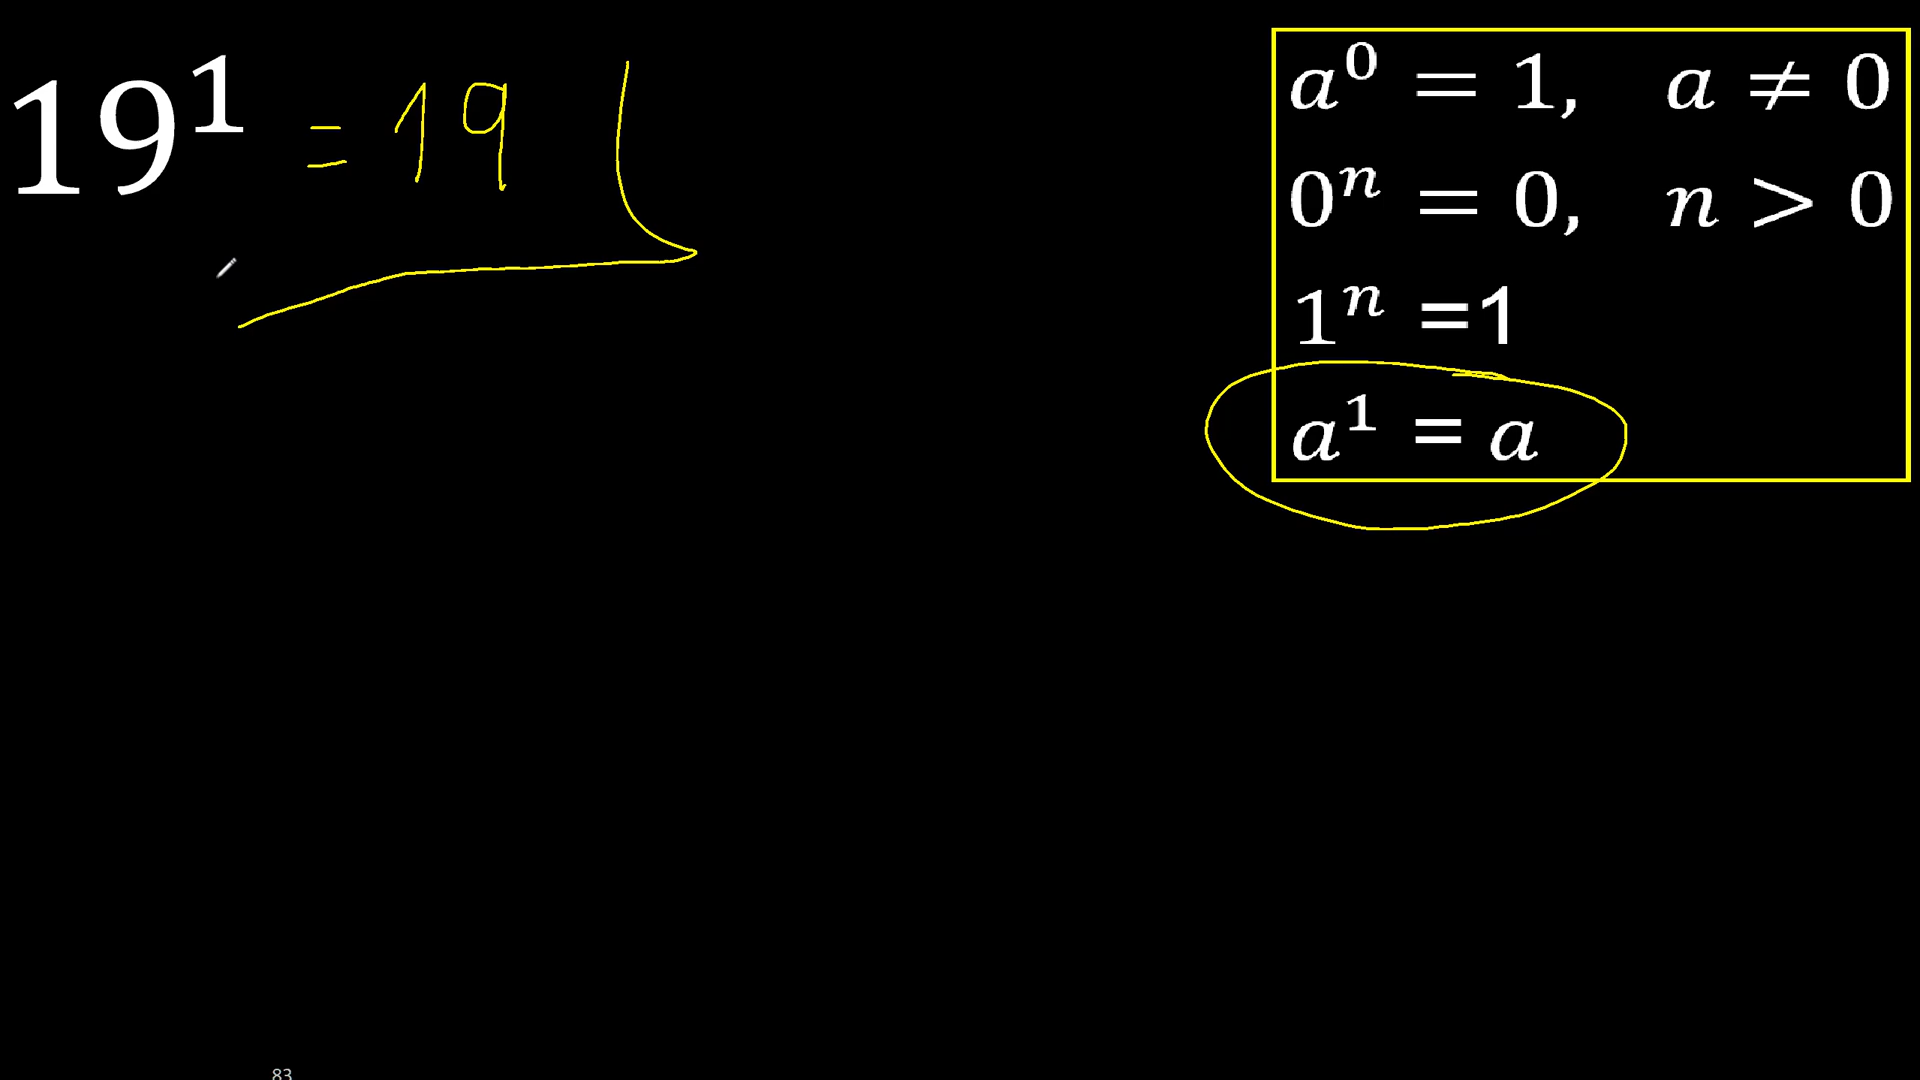 19¹ = 19
a⁰ = 1, a ≠ 0
0ⁿ = 0, n > 0
1ⁿ =1
a¹ = a
83